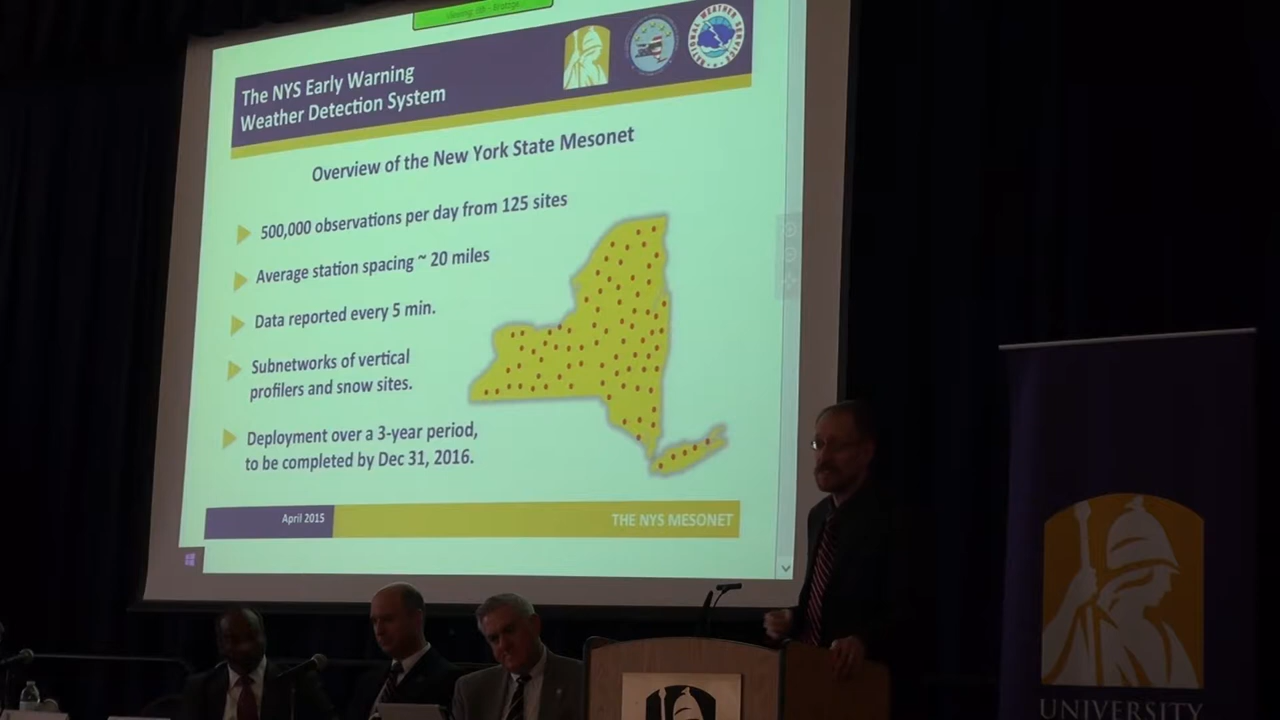 The NYS Early Warning
Weather Detection System
NATIONAL WEATHER SERVICE
Overview of the New York State Mesonet
500,000 observations per day from 125 sites
Average station spacing ~ 20 miles
Data reported every 5 min.
Subnetworks of vertical
profilers and snow sites.
Deployment over a 3-year period,
to be completed by Dec 31, 2016.
April 2015
THE NYS MESONET
UNIVERSITY